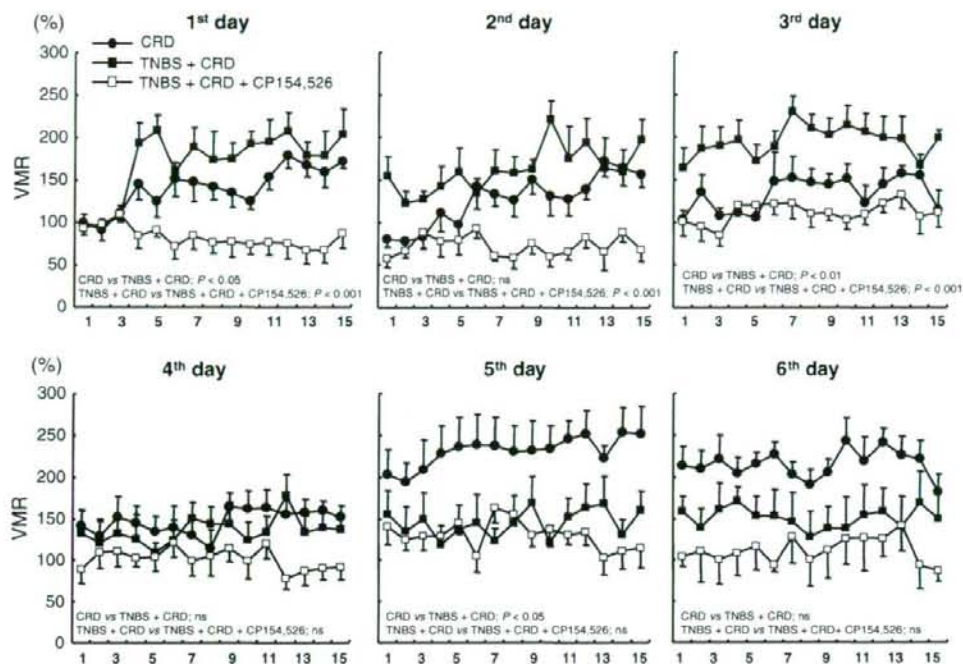 (%)
1st day
2nd day
3rd day
300
250
200
150
100
50
0
VMR
CRD
TNBS + CRD
TNBS + CRD + CP154,526
CRD vs TNBS + CRD; P < 0.05
TNBS + CRD vs TNBS + CRD + CP154,526; P < 0.001
CRD vs TNBS + CRD; ns
TNBS + CRD vs TNBS + CRD + CP154,526; P < 0.001
CRD vs TNBS + CRD; P < 0.01
TNBS + CRD vs TNBS + CRD + CP154,526; P < 0.001
1 3 5 7 9 11 13 15
1 3 5 7 9 11 13 15
1 3 5 7 9 11 13 15
(%)
4th day
5th day
6th day
300
250
200
150
100
50
0
VMR
CRD vs TNBS + CRD; ns
TNBS + CRD vs TNBS + CRD + CP154,526; ns
CRD vs TNBS + CRD; P < 0.05
TNBS + CRD vs TNBS + CRD + CP154,526; ns
CRD vs TNBS + CRD; ns
TNBS + CRD vs TNBS + CRD+ CP154,526; ns
1 3 5 7 9 11 13 15
1 3 5 7 9 11 13 15
1 3 5 7 9 11 13 15